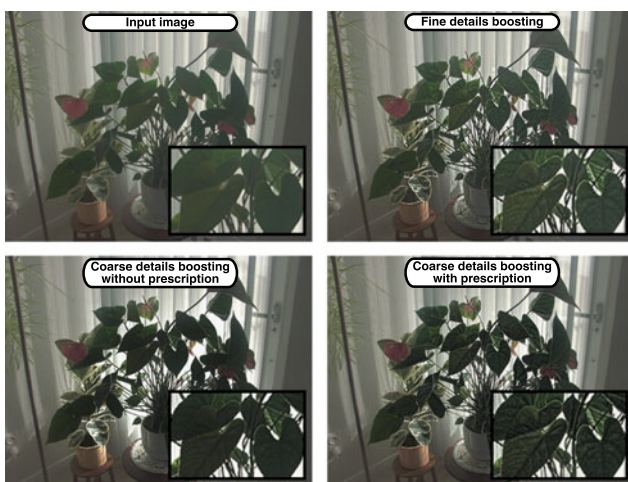 Input image
Fine details boosting
Coarse details boosting
without prescription
Coarse details boosting
with prescription